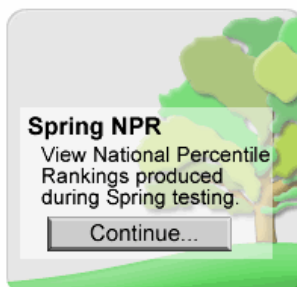 Spring NPR
View National Percentile
Rankings produced
during Spring testing.
Continue...